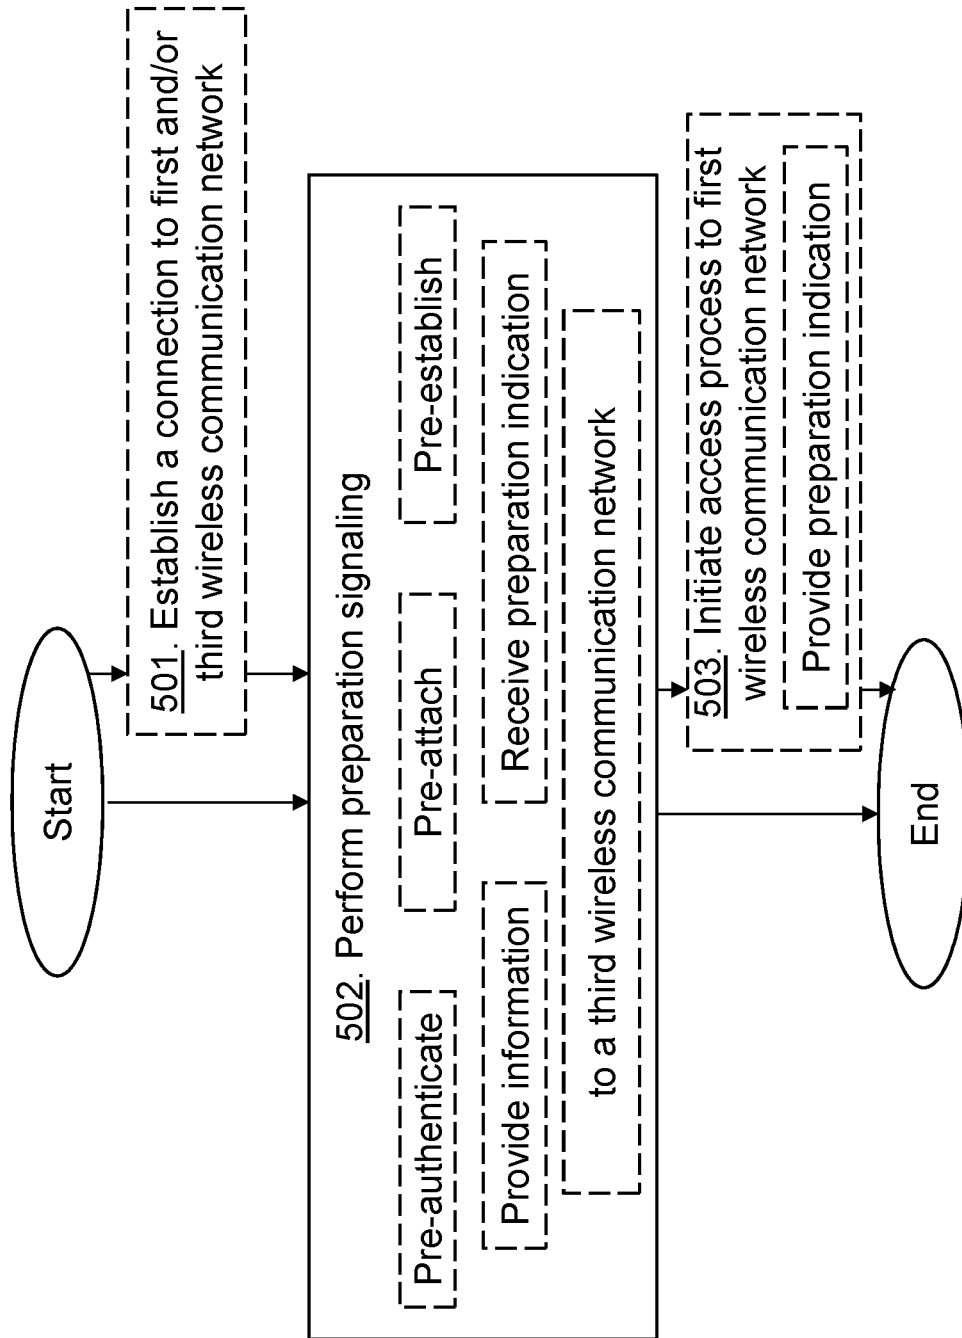 Start
501. Establish a connection to first and/or
third wireless communication network
502. Perform preparation signaling
Pre-authenticate
Pre-attach
Pre-establish
Provide information
Receive preparation indication
to a third wireless communication network
503. Initiate access process to first
wireless communication network
Provide preparation indication
End